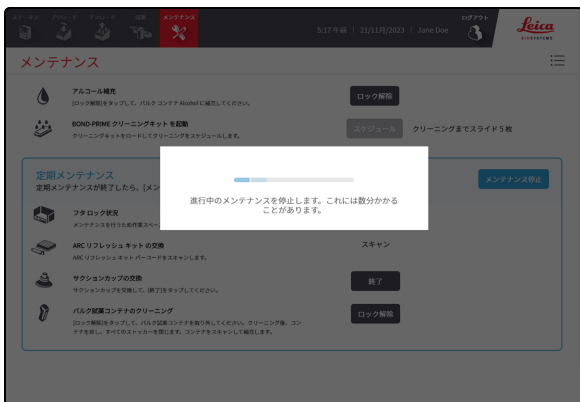 ステータス プレロード アンロード 試薬 メンテナンス
5:17 午前 | 21/11月/2023 | Jane Doe
ログアウト
Leica
BIOSYSTEMS
メンテナンス
アルコール補充
[ロック解除]をタップして、バルク コンテナ Alcohol に補充してください。
ロック解除
BOND-PRIME クリーニングキット を起動
クリーニングキットをロードしてクリーニングをスケジュールします。
スケジュール クリーニングまでスライド 5 枚
定期メンテナンス
定期メンテナンスが終了したら、[メン
メンテナンス停止
進行中のメンテナンスを停止します。これには数分かかる
ことがあります。
フタ ロック状況
メンテナンスを行うため作業スペ
ARC リフレッシュ キット の交換
ARC リフレッシュ キット バーコードをスキャンします。
スキャン
サクションカップの交換
サクションカップを交換して、[終了]をタップしてください。
終了
バルク試薬コンテナのクリーニング
[ロック解除]をタップして、バルク試薬コンテナを取り外してください。クリーニング後、コン
テナを戻し、すべてのストッカーを閉じます。コンテナをスキャンして補充します。
ロック解除